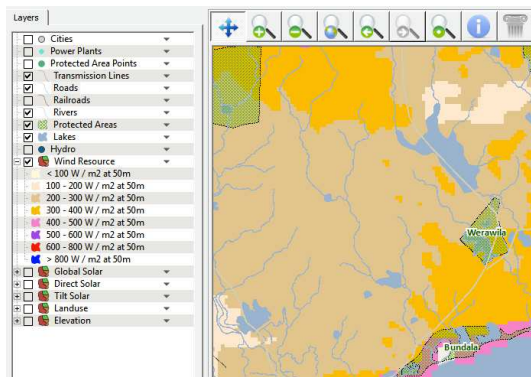 Layers
Cities
Power Plants
Protected Area Points
Transmission Lines
Roads
Railroads
Rivers
Protected Areas
Lakes
Hydro
Wind Resource
< 100 W / m2 at 50m
100 - 200 W / m2 at 50m
200 - 300 W / m2 at 50m
300 - 400 W / m2 at 50m
400 - 500 W / m2 at 50m
500 - 600 W / m2 at 50m
600 - 800 W / m2 at 50m
> 800 W / m2 at 50m
Global Solar
Direct Solar
Tilt Solar
Landuse
Elevation
Werawila
Bundala